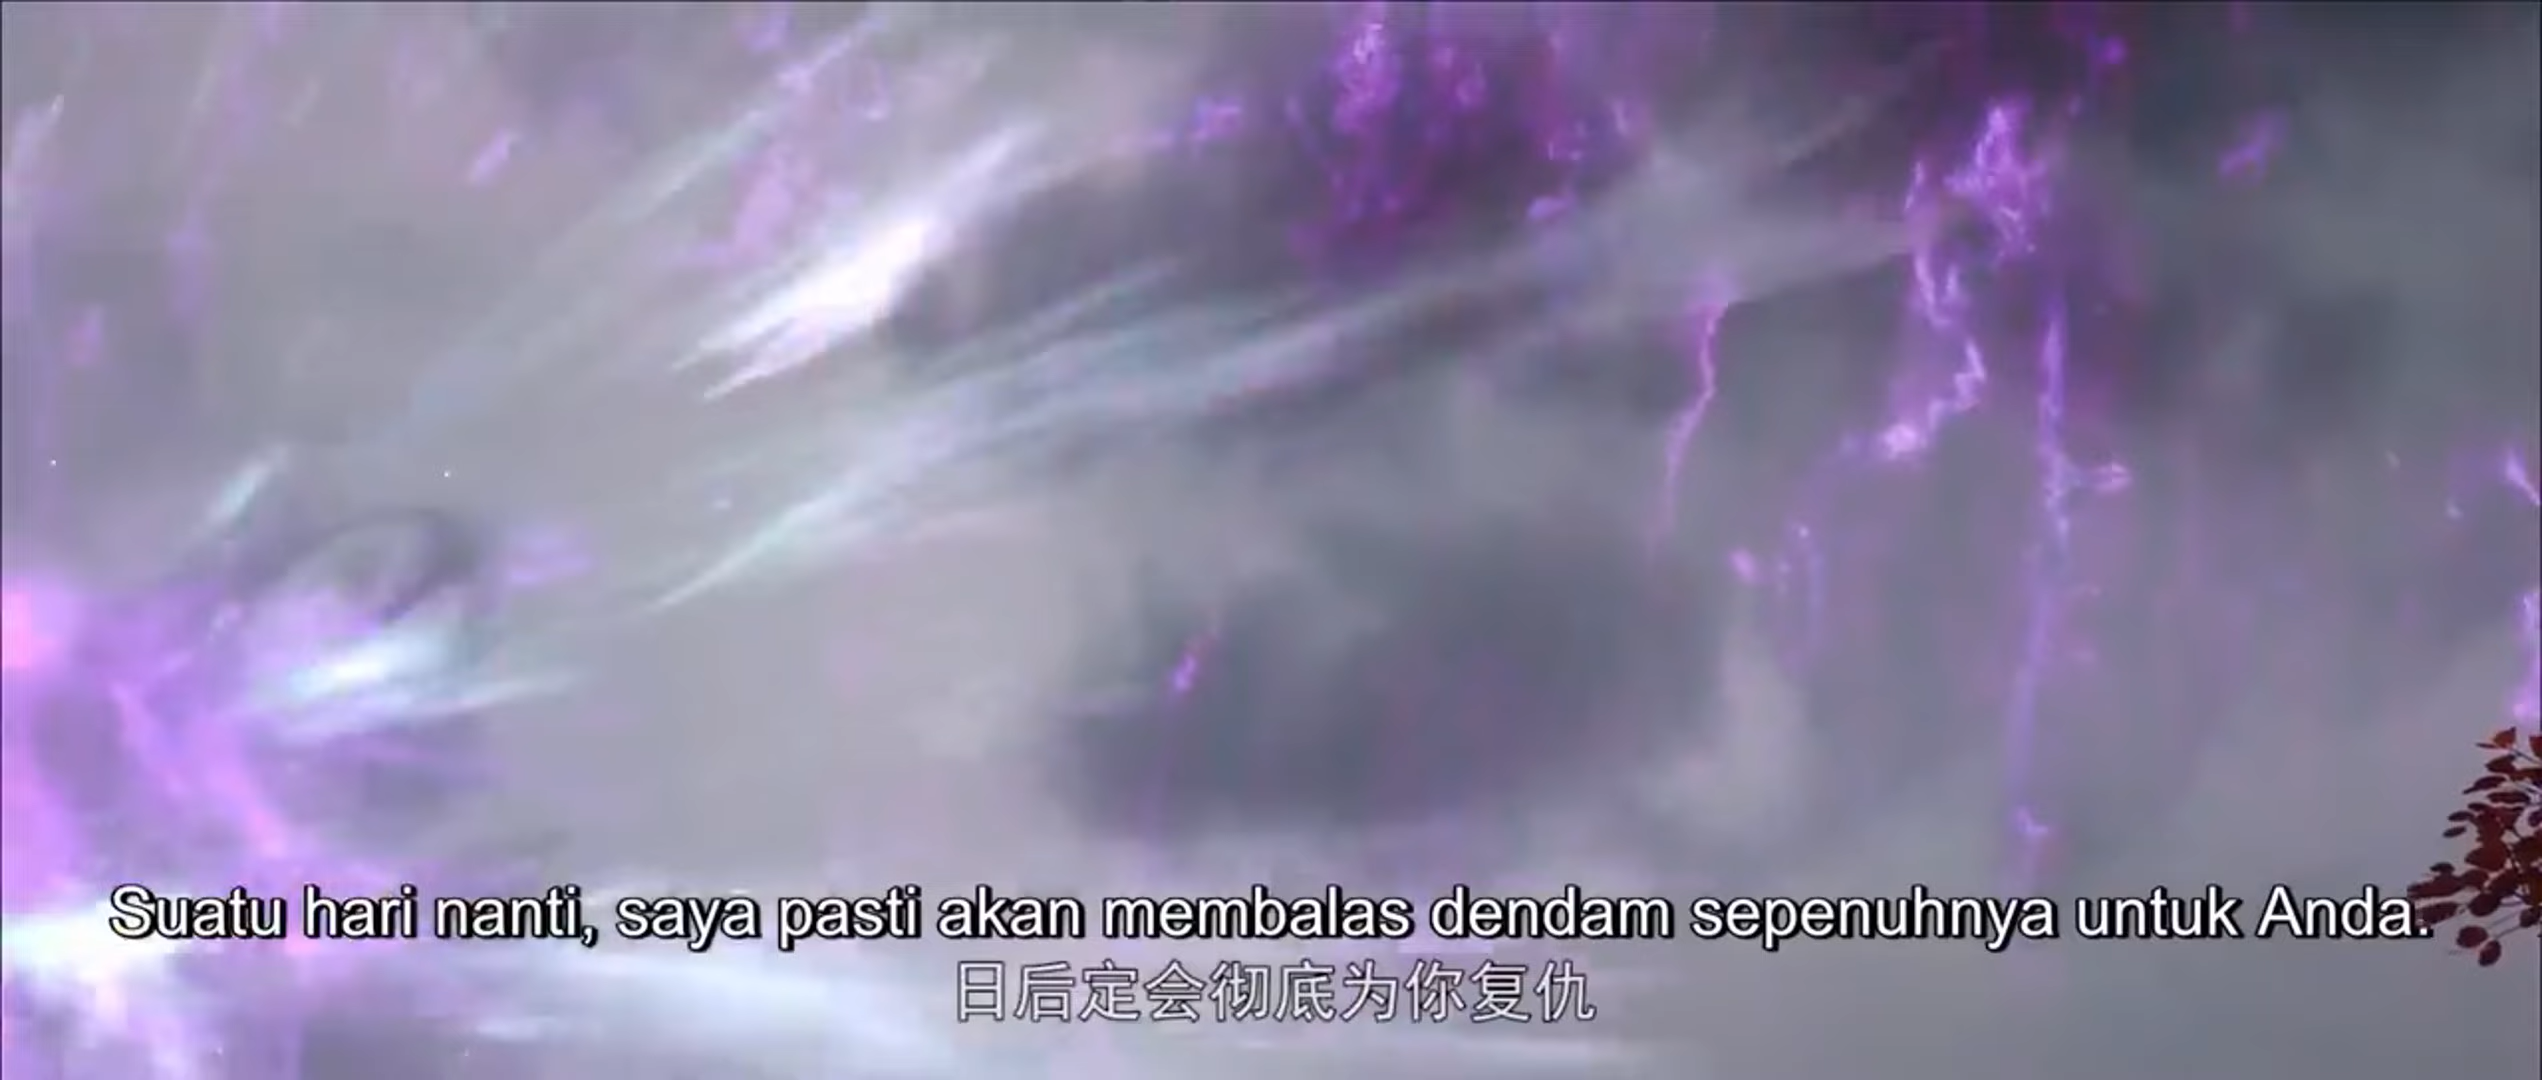 Suatu hari nanti, saya pasti akan membalas dendam sepenuhnya untuk Anda.
日后定会彻底为你复仇